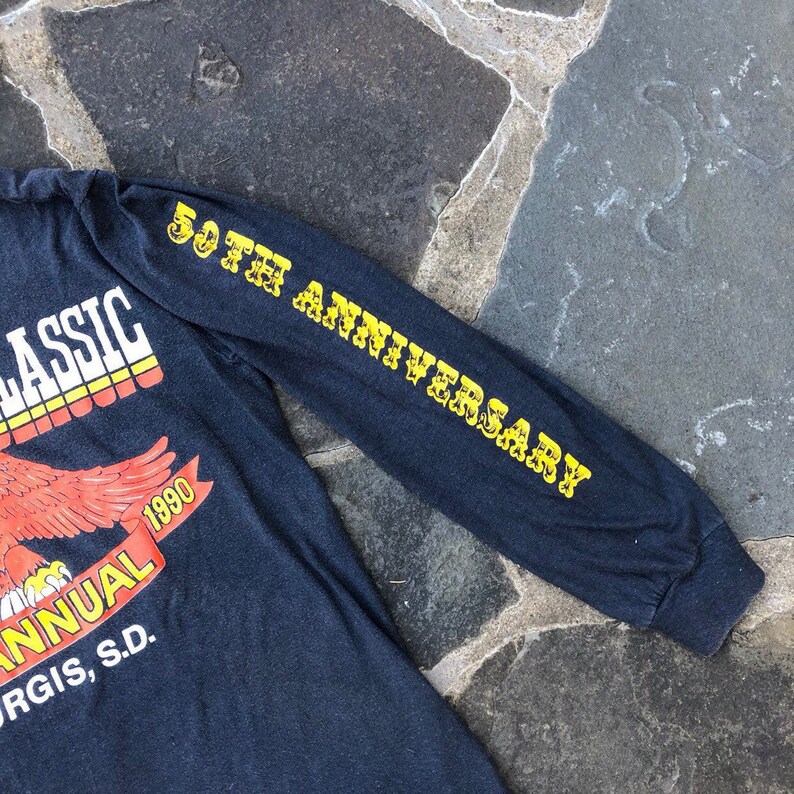 50TH ANNIVERSARY
LASSIC
1990
ANNUAL
URGIS, S.D.